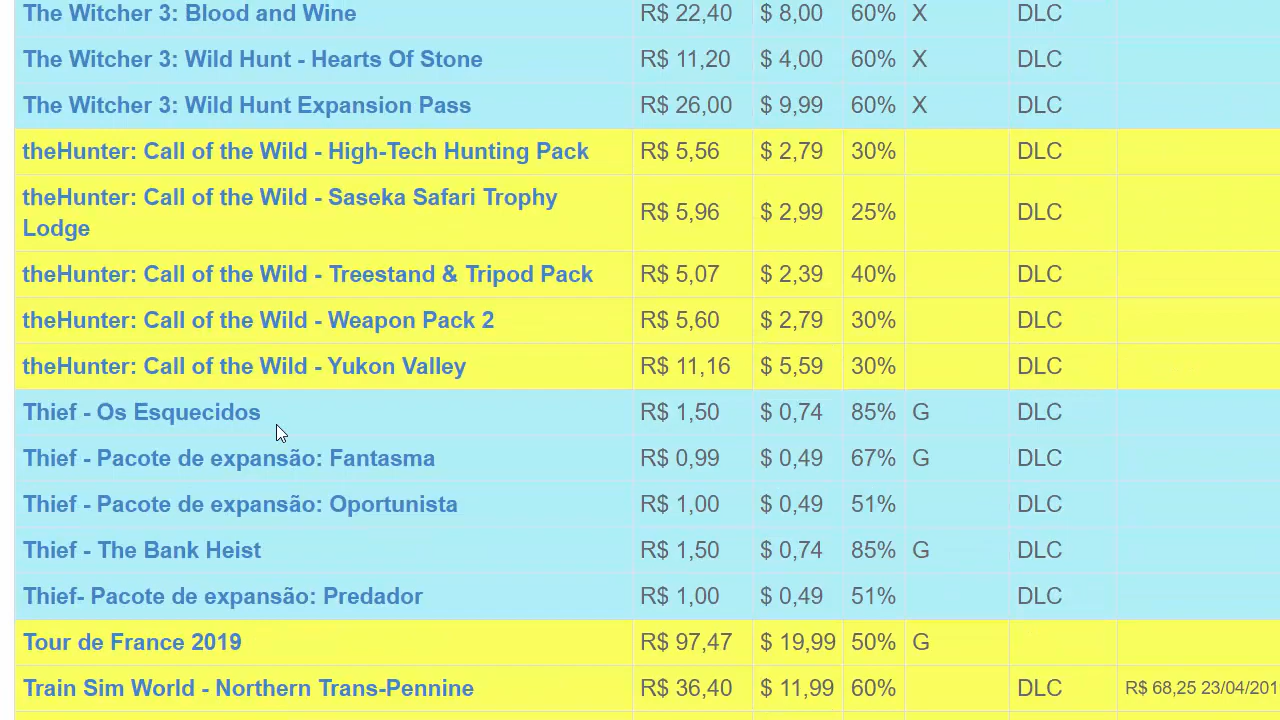 The Witcher 3: Blood and Wine R$ 22,40 $ 8,00 60% X DLC
The Witcher 3: Wild Hunt - Hearts Of Stone R$ 11,20 $ 4,00 60% X DLC
The Witcher 3: Wild Hunt Expansion Pass R$ 26,00 $ 9,99 60% X DLC
theHunter: Call of the Wild - High-Tech Hunting Pack R$ 5,56 $ 2,79 30% DLC
theHunter: Call of the Wild - Saseka Safari Trophy
Lodge R$ 5,96 $ 2,99 25% DLC
theHunter: Call of the Wild - Treestand & Tripod Pack R$ 5,07 $ 2,39 40% DLC
theHunter: Call of the Wild - Weapon Pack 2 R$ 5,60 $ 2,79 30% DLC
theHunter: Call of the Wild - Yukon Valley R$ 11,16 $ 5,59 30% DLC
Thief - Os Esquecidos R$ 1,50 $ 0,74 85% G DLC
Thief - Pacote de expansão: Fantasma R$ 0,99 $ 0,49 67% G DLC
Thief - Pacote de expansão: Oportunista R$ 1,00 $ 0,49 51% DLC
Thief - The Bank Heist R$ 1,50 $ 0,74 85% G DLC
Thief- Pacote de expansão: Predador R$ 1,00 $ 0,49 51% DLC
Tour de France 2019 R$ 97,47 $ 19,99 50% G
Train Sim World - Northern Trans-Pennine R$ 36,40 $ 11,99 60% DLC R$ 68,25 23/04/201